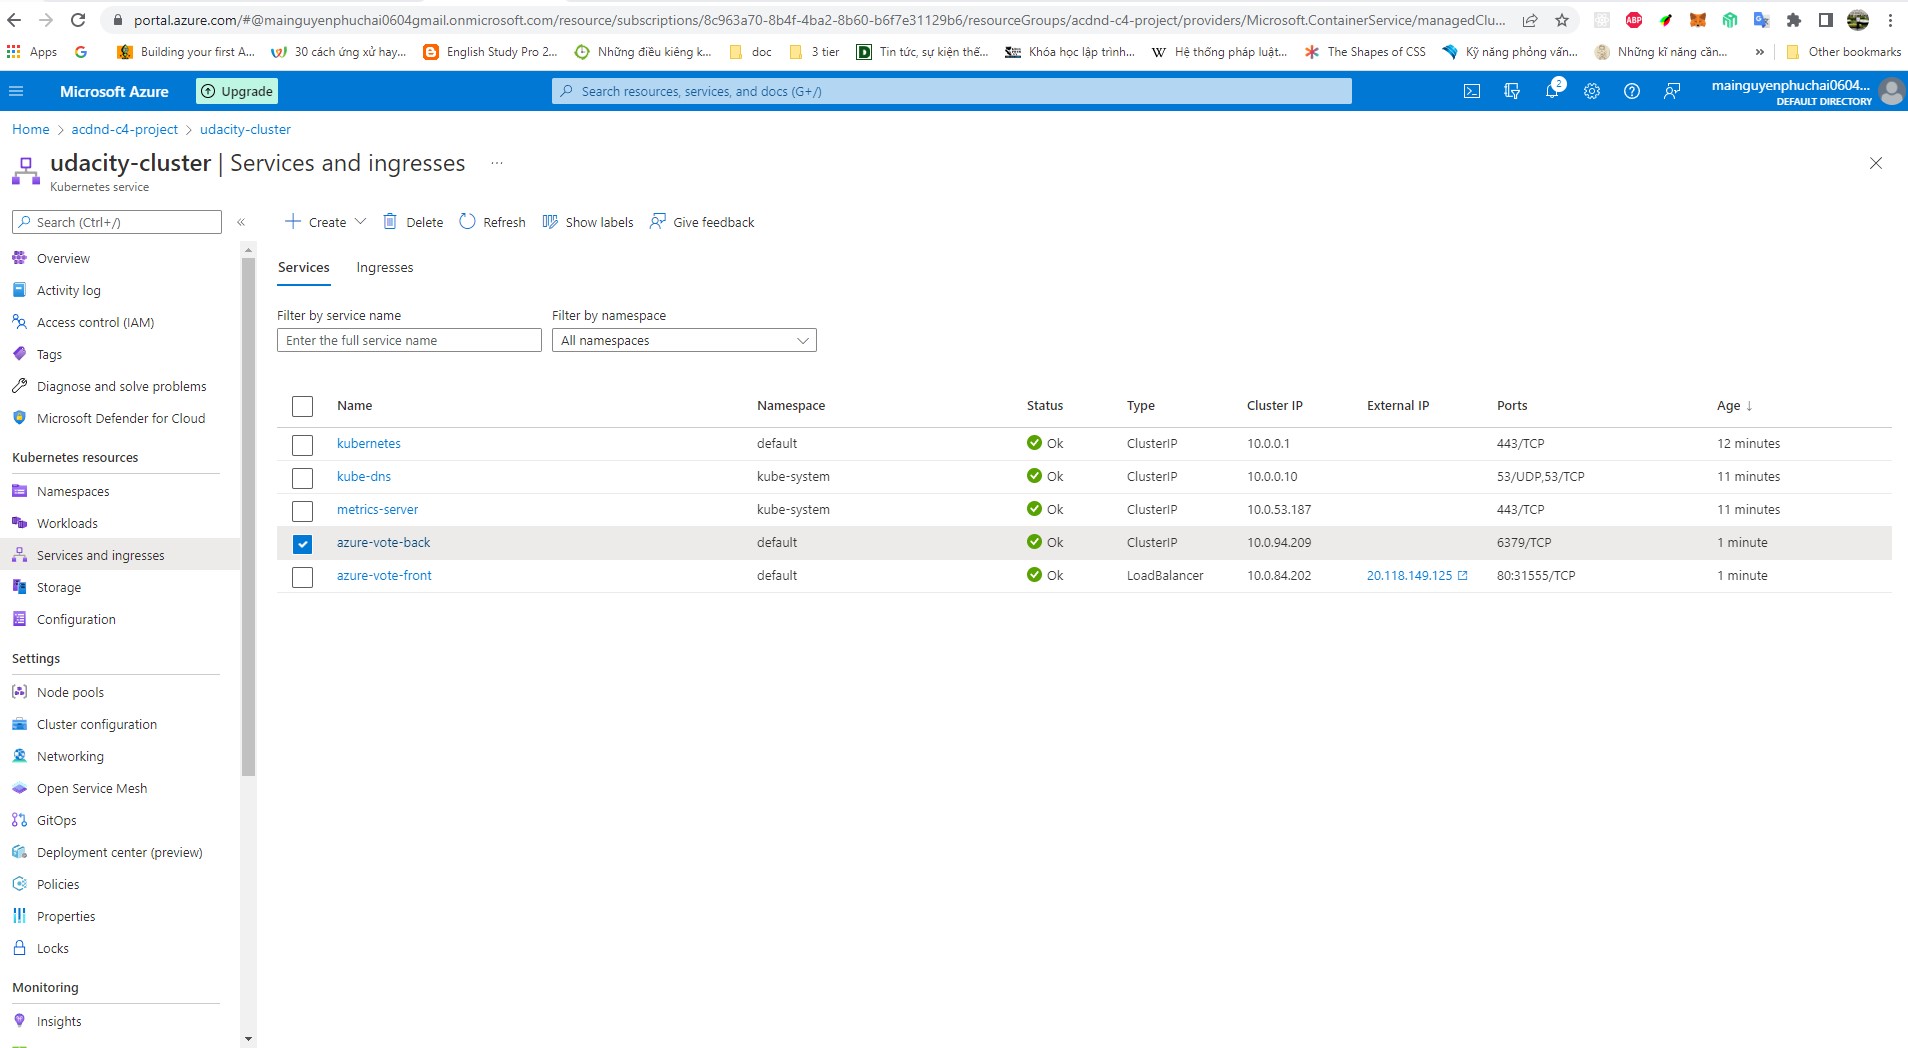 portal.azure.com/#@mainguyenphuchai0604gmail.onmicrosoft.com/resource/subscriptions/8c963a70-8b4f-4ba2-8b60-b6f7e31129b6/resourceGroups/acdnd-c4-project/providers/Microsoft.ContainerService/managedClu...
Apps
Building your first A...
30 cách ứng xử hay...
English Study Pro 2...
Những điều kiêng k...
doc
3 tier
Tin tức, sự kiện thế...
Khóa học lập trình...
Hệ thống pháp luật...
The Shapes of CSS
Kỹ năng phỏng vấn...
Những kĩ năng cần...
»
Other bookmarks
Microsoft Azure
Upgrade
Search resources, services, and docs (G+/)
2
mainguyenphuchai0604...
DEFAULT DIRECTORY
Home > acdnd-c4-project > udacity-cluster
udacity-cluster | Services and ingresses ...
Kubernetes service
Search (Ctrl+/)
«
Create
Delete
Refresh
Show labels
Give feedback
Overview
Activity log
Access control (IAM)
Tags
Diagnose and solve problems
Microsoft Defender for Cloud
Kubernetes resources
Namespaces
Workloads
Services and ingresses
Storage
Configuration
Settings
Node pools
Cluster configuration
Networking
Open Service Mesh
GitOps
Deployment center (preview)
Policies
Properties
Locks
Monitoring
Insights
Services Ingresses
Filter by service name
Enter the full service name
Filter by namespace
All namespaces
Name Namespace Status Type Cluster IP External IP Ports Age ↓
kubernetes default Ok ClusterIP 10.0.0.1 443/TCP 12 minutes
kube-dns kube-system Ok ClusterIP 10.0.0.10 53/UDP,53/TCP 11 minutes
metrics-server kube-system Ok ClusterIP 10.0.53.187 443/TCP 11 minutes
azure-vote-back default Ok ClusterIP 10.0.94.209 6379/TCP 1 minute
azure-vote-front default Ok LoadBalancer 10.0.84.202 20.118.149.125 80:31555/TCP 1 minute